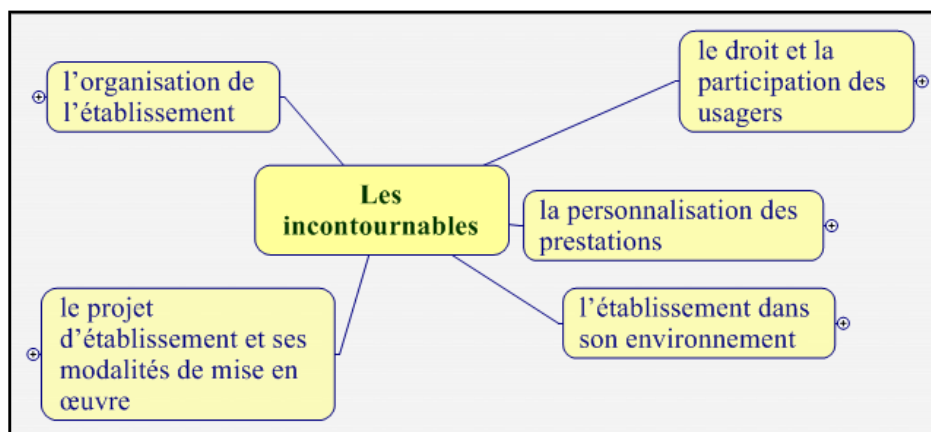 l’organisation de
l’établissement
le droit et la
participation des
usagers
Les
incontournables
la personnalisation des
prestations
le projet
d’établissement et ses
modalités de mise en
œuvre
l’établissement dans
son environnement